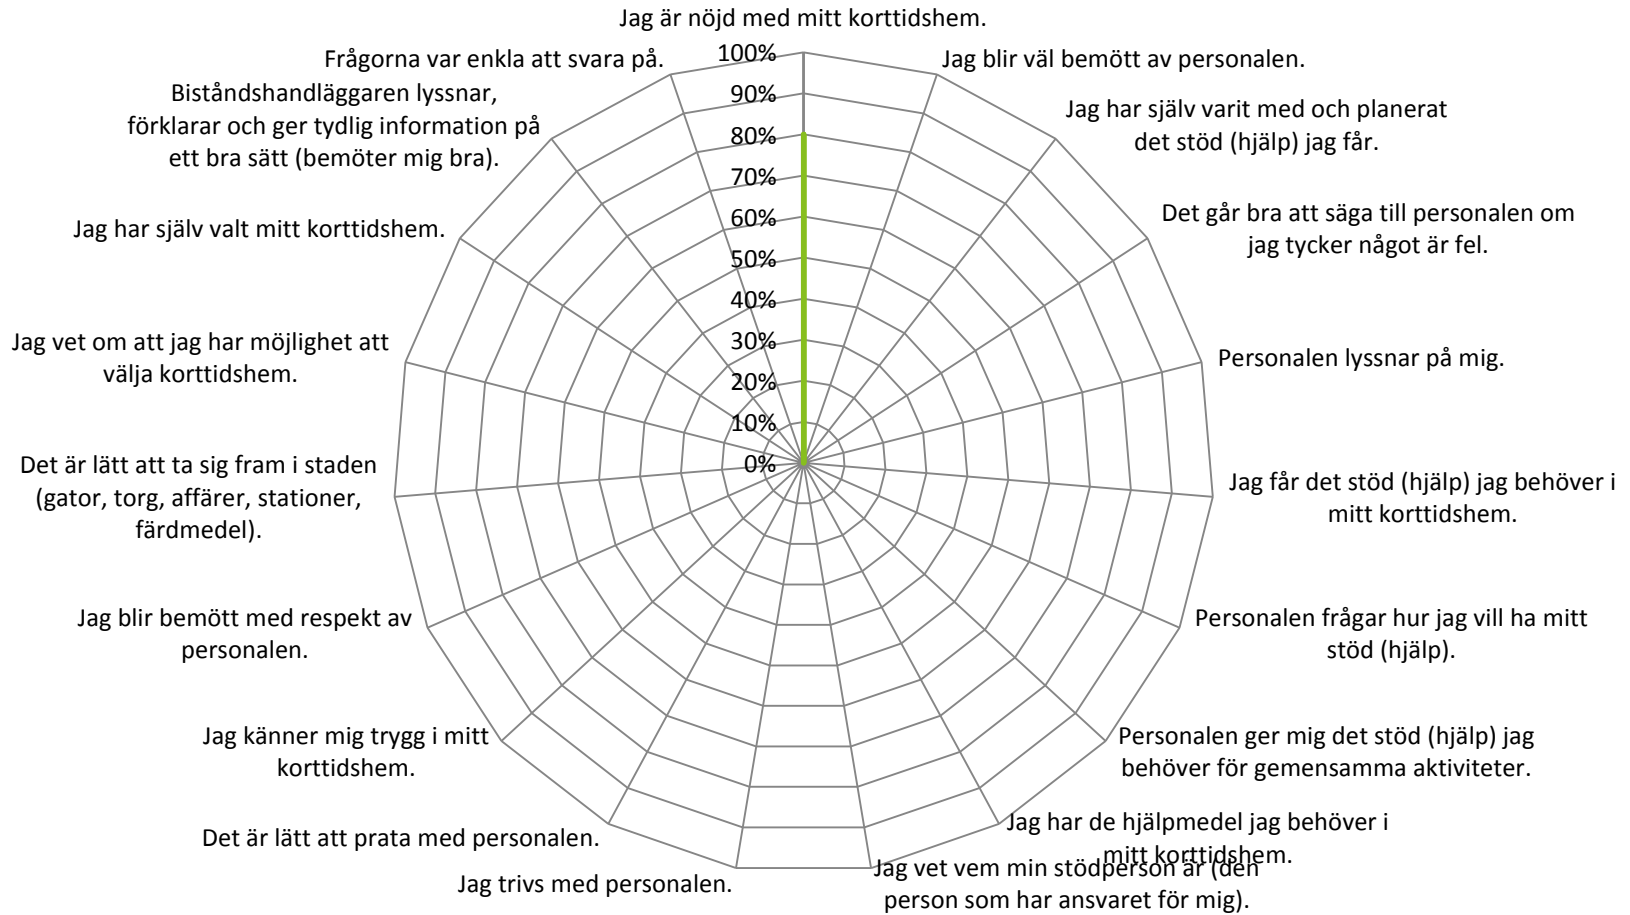 Jag är nöjd med mitt korttidshem.
Jag blir väl bemött av personalen.
Jag har själv varit med och planerat
det stöd (hjälp) jag får.
Det går bra att säga till personalen om
jag tycker något är fel.
Personalen lyssnar på mig.
Jag får det stöd (hjälp) jag behöver i
mitt korttidshem.
Personalen frågar hur jag vill ha mitt
stöd (hjälp).
Personalen ger mig det stöd (hjälp) jag
behöver för gemensamma aktiviteter.
Jag har de hjälpmedel jag behöver i
mitt korttidshem.
Jag vet vem min stödperson är (den
person som har ansvaret för mig).
Jag trivs med personalen.
Det är lätt att prata med personalen.
Jag känner mig trygg i mitt
korttidshem.
Jag blir bemött med respekt av
personalen.
Det är lätt att ta sig fram i staden
(gator, torg, affärer, stationer,
färdmedel).
Jag vet om att jag har möjlighet att
välja korttidshem.
Jag har själv valt mitt korttidshem.
Biståndshandläggaren lyssnar,
förklarar och ger tydlig information på
ett bra sätt (bemöter mig bra).
Frågorna var enkla att svara på.
100%
90%
80%
70%
60%
50%
40%
30%
20%
10%
0%